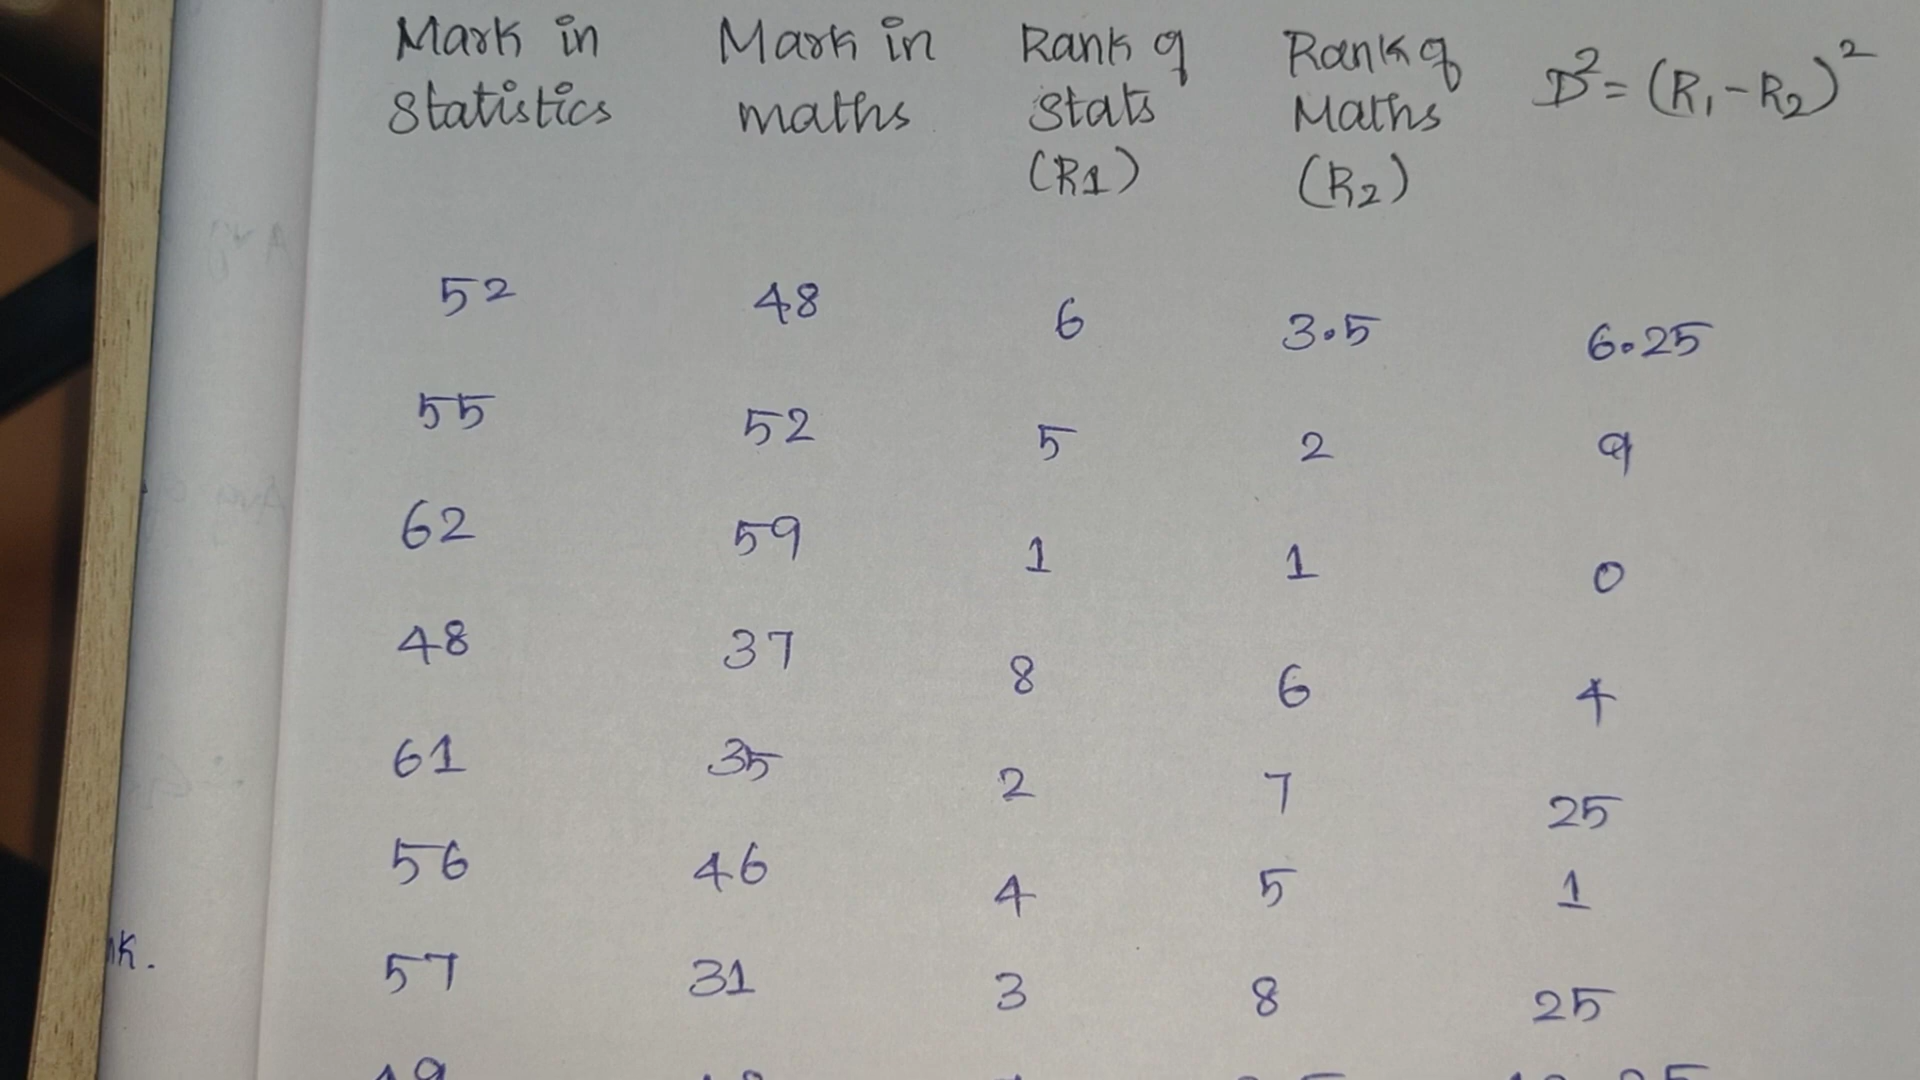 Mark in Mark in Rank of Rank of D²= (R₁-R₂)²
Statistics maths Stats Maths
(R1) (R2)
52 48 6 3.5 6.25
55 52 5 2 9
62 59 1 1 0
48 37 8 6 4
61 35 2 7 25
56 46 4 5 1
57 31 3 8 25